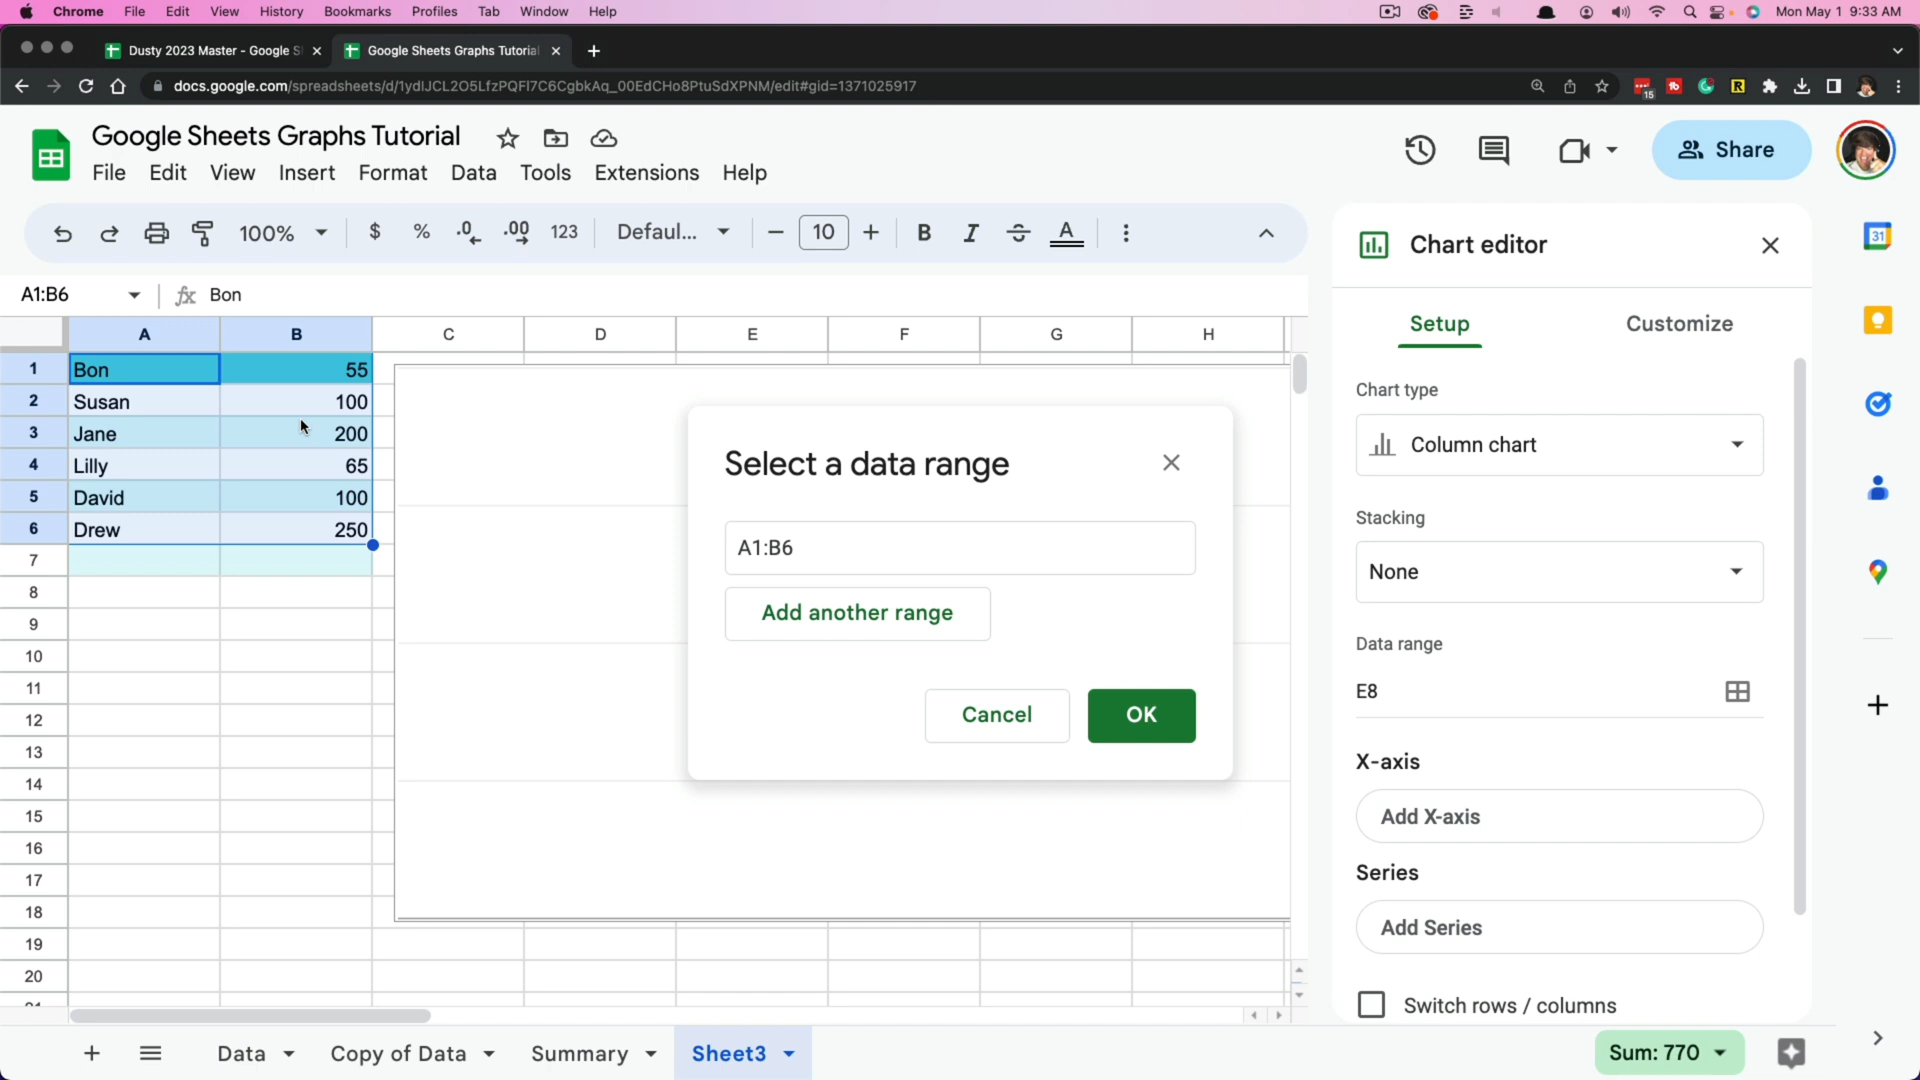 Chrome File Edit View History Bookmarks Profiles Tab Window Help Mon May 1 9:33 AM
Dusty 2023 Master - Google S Google Sheets Graphs Tutorial
docs.google.com/spreadsheets/d/1ydlJCL2O5LfzPQFl7C6CgbkAq_00EdCHo8PtuSdXPNM/edit#gid=1371025917 15
Google Sheets Graphs Tutorial
File Edit View Insert Format Data Tools Extensions Help
Share
100% $ % .0 .00 123 Defaul... 10 B I S A
31
A1:B6 fx Bon
A B C D E F G H
1 Bon 55
2 Susan 100
3 Jane 200
4 Lilly 65
5 David 100
6 Drew 250
7
8
9
10
11
12
13
14
15
16
17
18
19
20
Select a data range
A1:B6
Add another range
Cancel OK
Chart editor
Setup Customize
Chart type
Column chart
Stacking
None
Data range
E8
X-axis
Add X-axis
Series
Add Series
Switch rows / columns
Data Copy of Data Summary Sheet3 Sum: 770